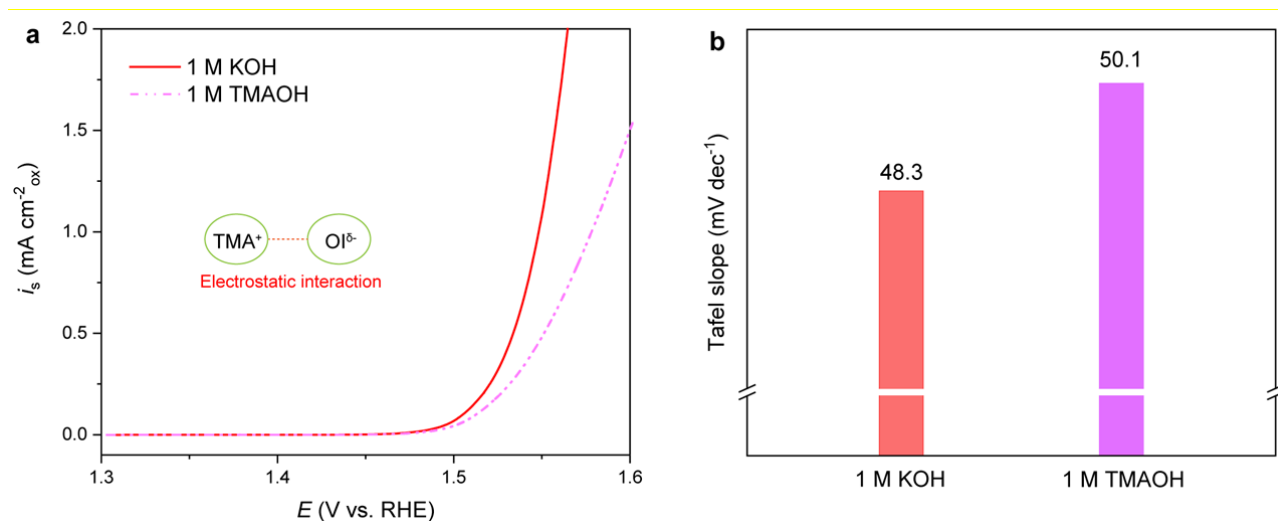 a
2.0
1.5
1.0
0.5
0.0
1.3
1.4
1.5
1.6
i_s (mA cm⁻²_ox)
E (V vs. RHE)
1 M KOH
1 M TMAOH
TMA⁺
OI^δ-
Electrostatic interaction
b
Tafel slope (mV dec⁻¹)
48.3
50.1
1 M KOH
1 M TMAOH